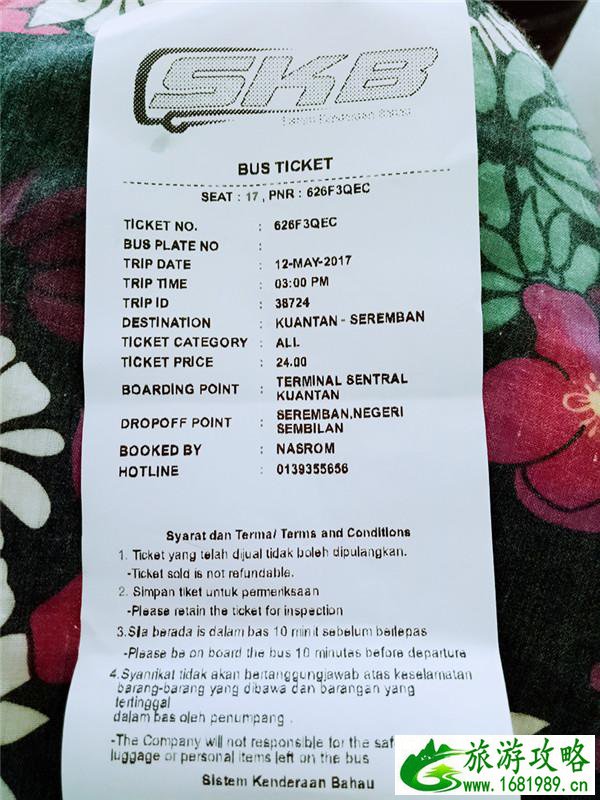 SKB
Sistem Kenderaan Bahau
BUS TICKET
SEAT : 17 , PNR : 626F3QEC
TICKET NO. : 626F3QEC
BUS PLATE NO :
TRIP DATE : 12-MAY-2017
TRIP TIME : 03:00 PM
TRIP ID : 38724
DESTINATION : KUANTAN - SEREMBAN
TICKET CATEGORY : ALL
TICKET PRICE : 24.00
BOARDING POINT : TERMINAL SENTRAL
KUANTAN
DROPOFF POINT : SEREMBAN,NEGERI
SEMBILAN
BOOKED BY : NASROM
HOTLINE : 0139355656
Syarat dan Terma/ Terms and Conditions
1. Ticket yang telah dijual tidak boleh dipulangkan.
-Ticket sold is not refundable.
2. Simpan tiket untuk permeriksaan
-Please retain the ticket for inspection
3.Sila berada is dalam bas 10 minit sebelum berlepas
-Please be on board the bus 10 minutes before departure
4.Syarikat tidak akan bertanggungjawab atas keselamatan
barang-barang yang dibawa dan barangan yang
tertinggal
dalam bas oleh penumpang .
-The Company will not responsible for the
luggage or personal items left on the bus
Sistem Kenderaan Bahau
旅游攻略
www.1681989.cn